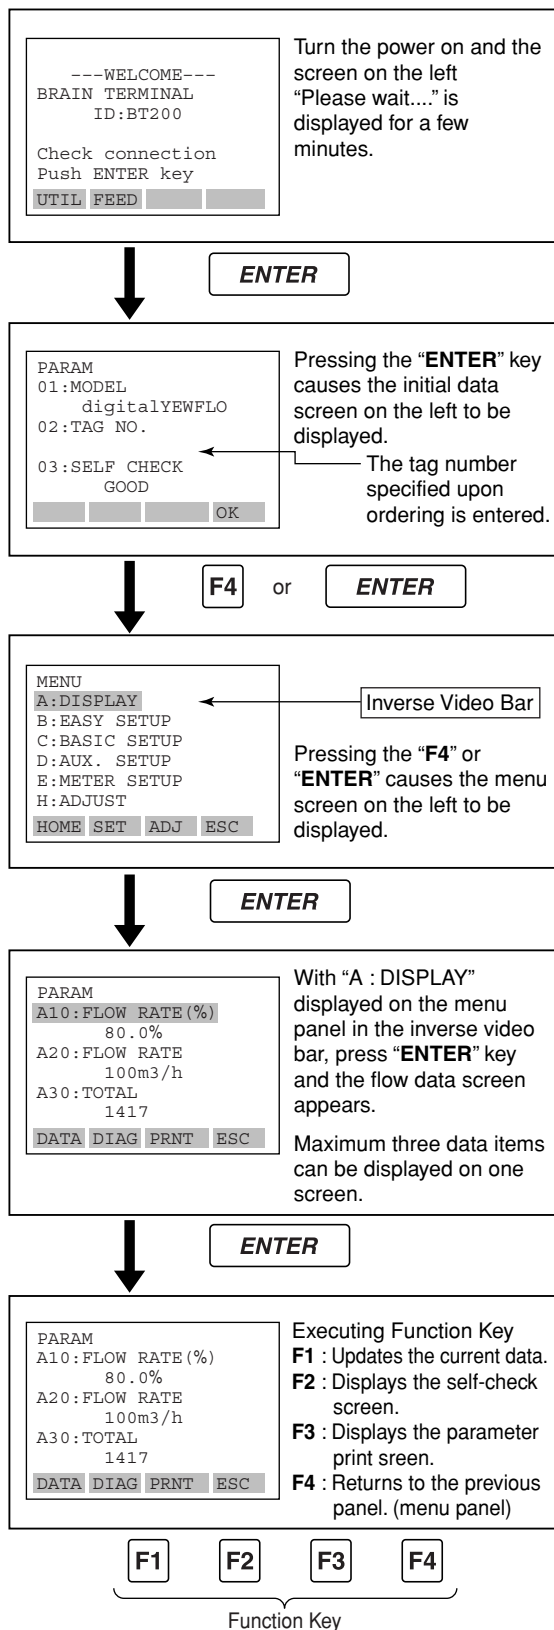 ---WELCOME---
BRAIN TERMINAL
ID:BT200
Check connection
Push ENTER key
UTIL FEED
Turn the power on and the
screen on the left
“Please wait....” is
displayed for a few
minutes.
ENTER
PARAM
01:MODEL
digitalYEWFLO
02:TAG NO.
03:SELF CHECK
GOOD
OK
Pressing the “ENTER” key
causes the initial data
screen on the left to be
displayed.
The tag number
specified upon
ordering is entered.
F4 or ENTER
MENU
A:DISPLAY
B:EASY SETUP
C:BASIC SETUP
D:AUX. SETUP
E:METER SETUP
H:ADJUST
HOME SET ADJ ESC
Inverse Video Bar
Pressing the “F4” or
“ENTER” causes the menu
screen on the left to be
displayed.
ENTER
PARAM
A10:FLOW RATE(%)
80.0%
A20:FLOW RATE
100m3/h
A30:TOTAL
1417
DATA DIAG PRNT ESC
With “A : DISPLAY”
displayed on the menu
panel in the inverse video
bar, press “ENTER” key
and the flow data screen
appears.
Maximum three data items
can be displayed on one
screen.
ENTER
PARAM
A10:FLOW RATE(%)
80.0%
A20:FLOW RATE
100m3/h
A30:TOTAL
1417
DATA DIAG PRNT ESC
Executing Function Key
F1 : Updates the current data.
F2 : Displays the self-check
screen.
F3 : Displays the parameter
print sreen.
F4 : Returns to the previous
panel. (menu panel)
F1 F2 F3 F4
Function Key